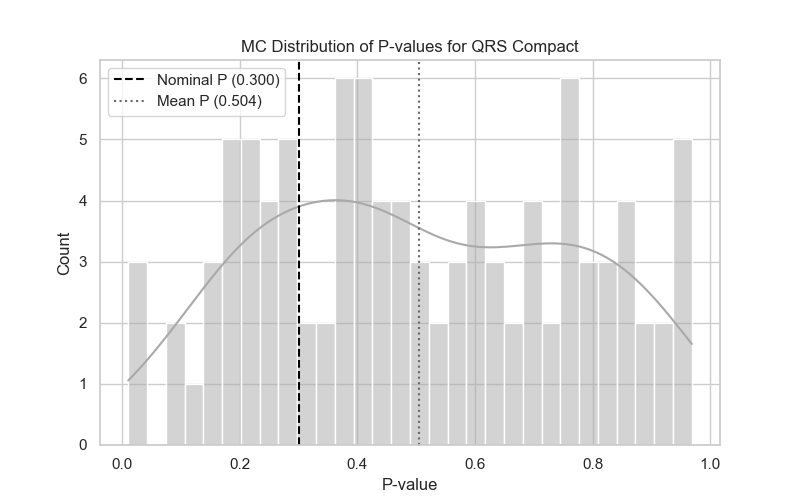 MC Distribution of P-values for QRS Compact
Nominal P (0.300)
Mean P (0.504)
Count
6
5
4
3
2
1
0
0.0 0.2 0.4 0.6 0.8 1.0
P-value